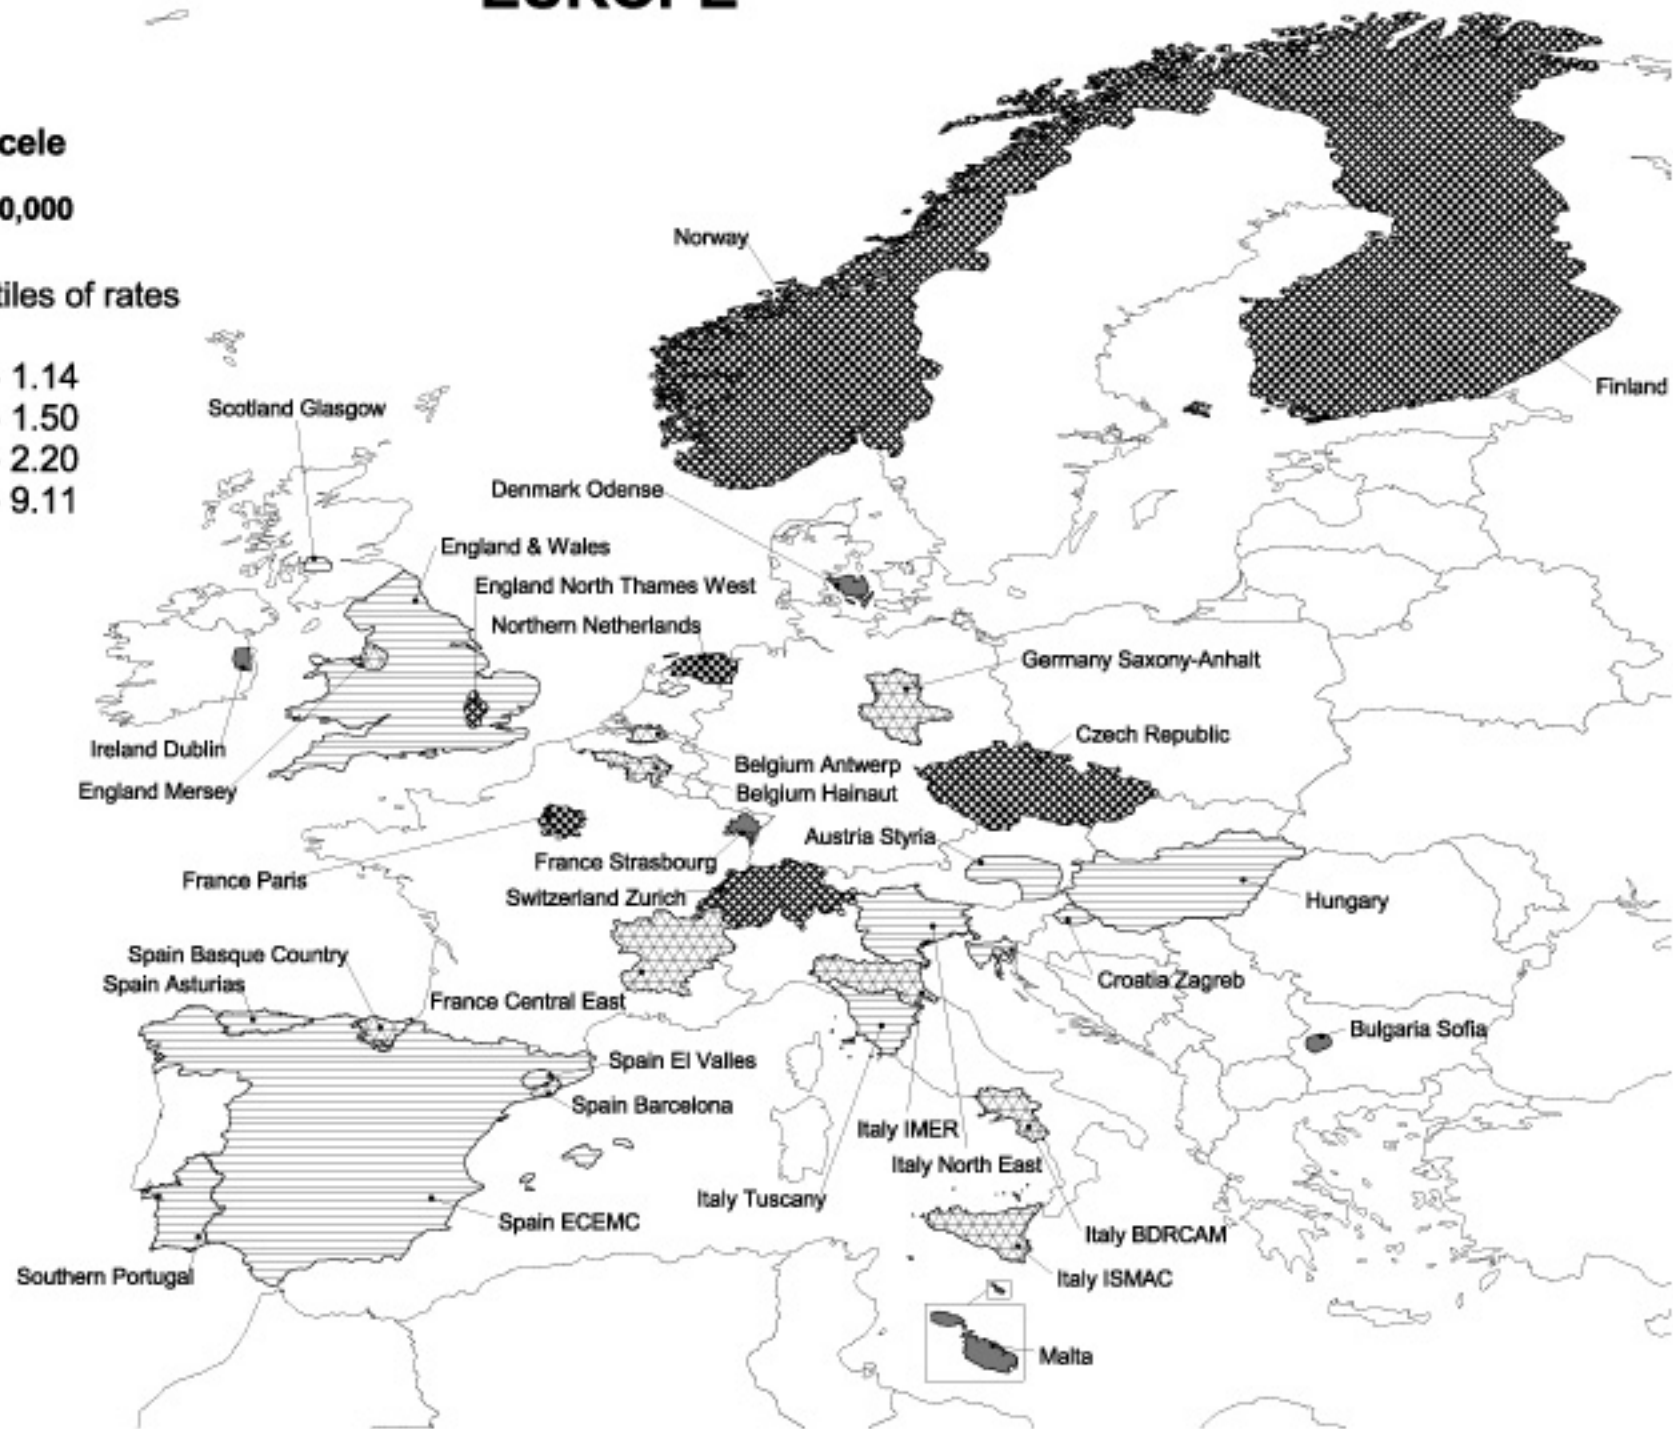 EUROPE
cele
0,000
tiles of rates
1.14
1.50
2.20
9.11
Norway
Finland
Scotland Glasgow
Denmark Odense
England & Wales
England North Thames West
Northern Netherlands
Germany Saxony-Anhalt
Czech Republic
Ireland Dublin
England Mersey
Belgium Antwerp
Belgium Hainaut
Austria Styria
France Strasbourg
France Paris
Switzerland Zurich
Hungary
Spain Basque Country
Spain Asturias
France Central East
Croatia Zagreb
Bulgaria Sofia
Spain El Valles
Spain Barcelona
Italy IMER
Italy North East
Italy Tuscany
Spain ECEMC
Italy BDRCAM
Southern Portugal
Italy ISMAC
Malta